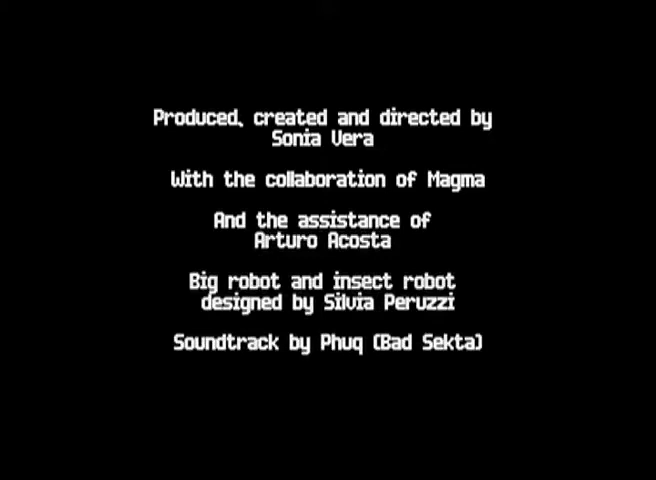 Produced, created and directed by
Sonia Vera
With the collaboration of Magma
And the assistance of
Arturo Acosta
Big robot and insect robot
designed by Silvia Peruzzi
Soundtrack by Phuq (Bad Sekta)